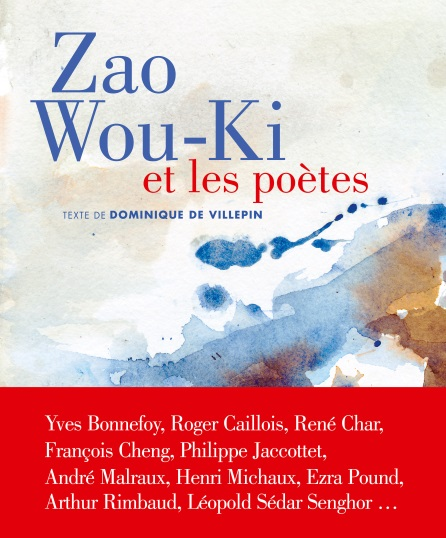 Zao
Wou-Ki
et les poètes
TEXTE DE DOMINIQUE DE VILLEPIN
Yves Bonnefoy, Roger Caillois, René Char,
François Cheng, Philippe Jaccottet,
André Malraux, Henri Michaux, Ezra Pound,
Arthur Rimbaud, Léopold Sédar Senghor …